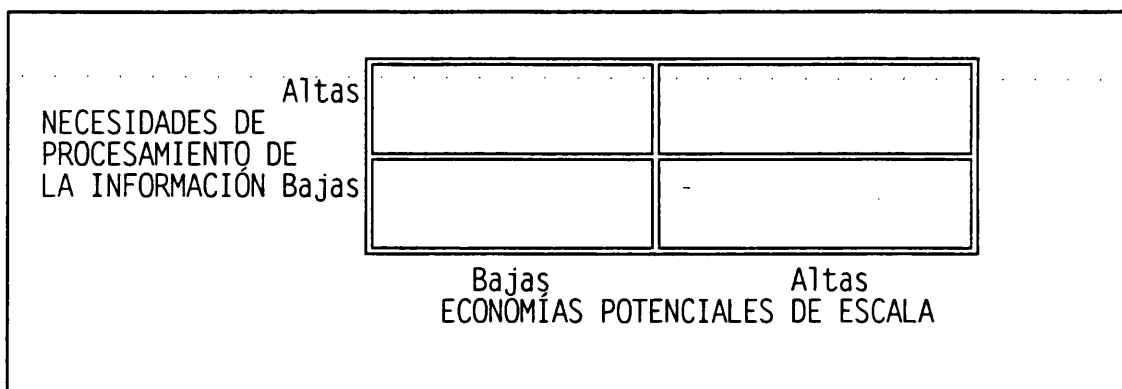 Altas
NECESIDADES DE
PROCESAMIENTO DE
LA INFORMACIÓN Bajas
Bajas Altas
ECONOMÍAS POTENCIALES DE ESCALA